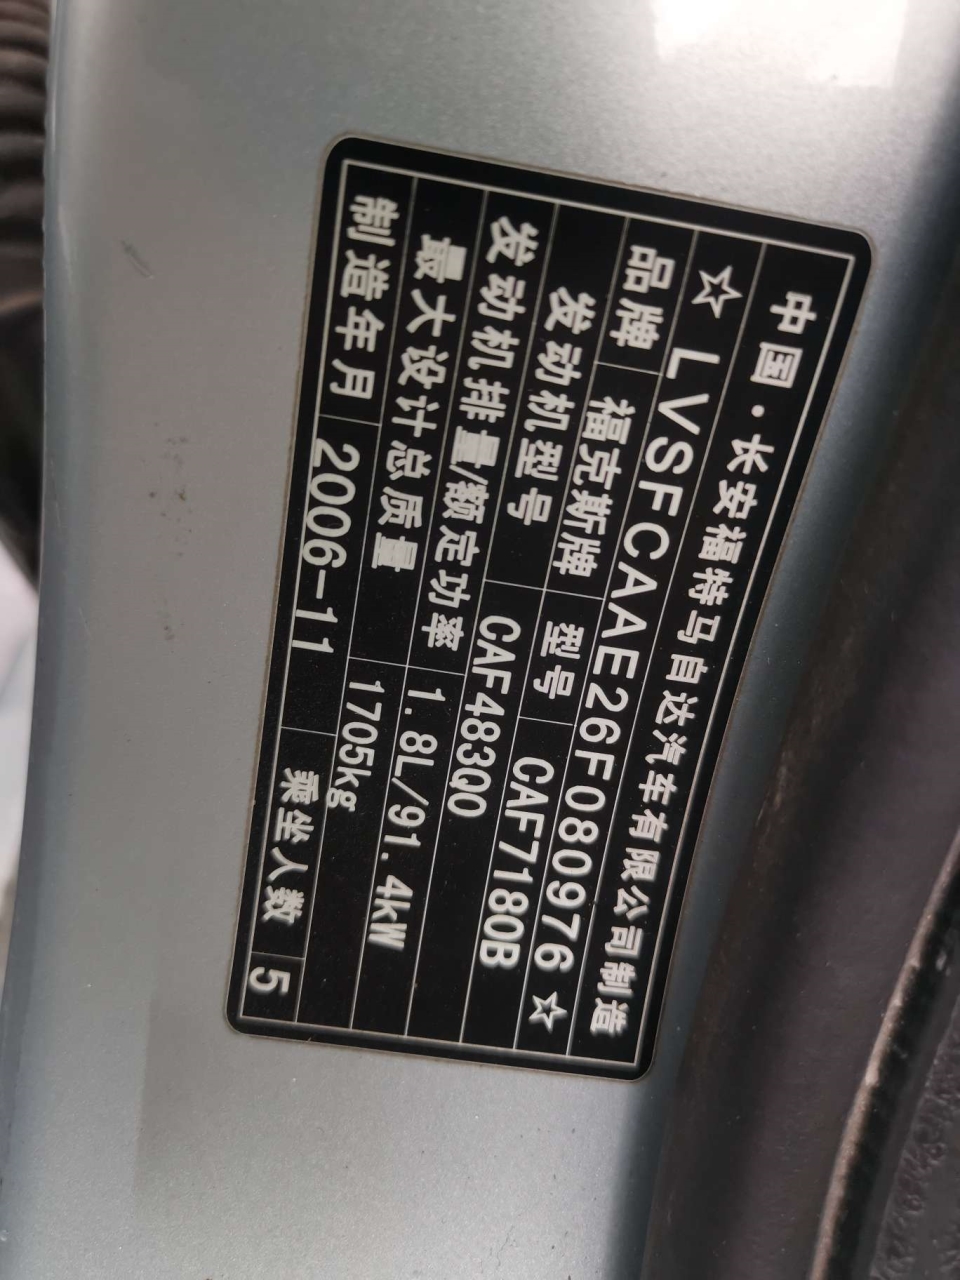 中国·长安福特马自达汽车有限公司制造
☆LVSFCAAE26F080976☆
品牌 福克斯牌 型号 CAF7180B
发动机型号 CAF483Q0
发动机排量/额定功率 1.8L/91.4kW
最大设计总质量 1705kg
制造年月 2006-11 乘坐人数 5